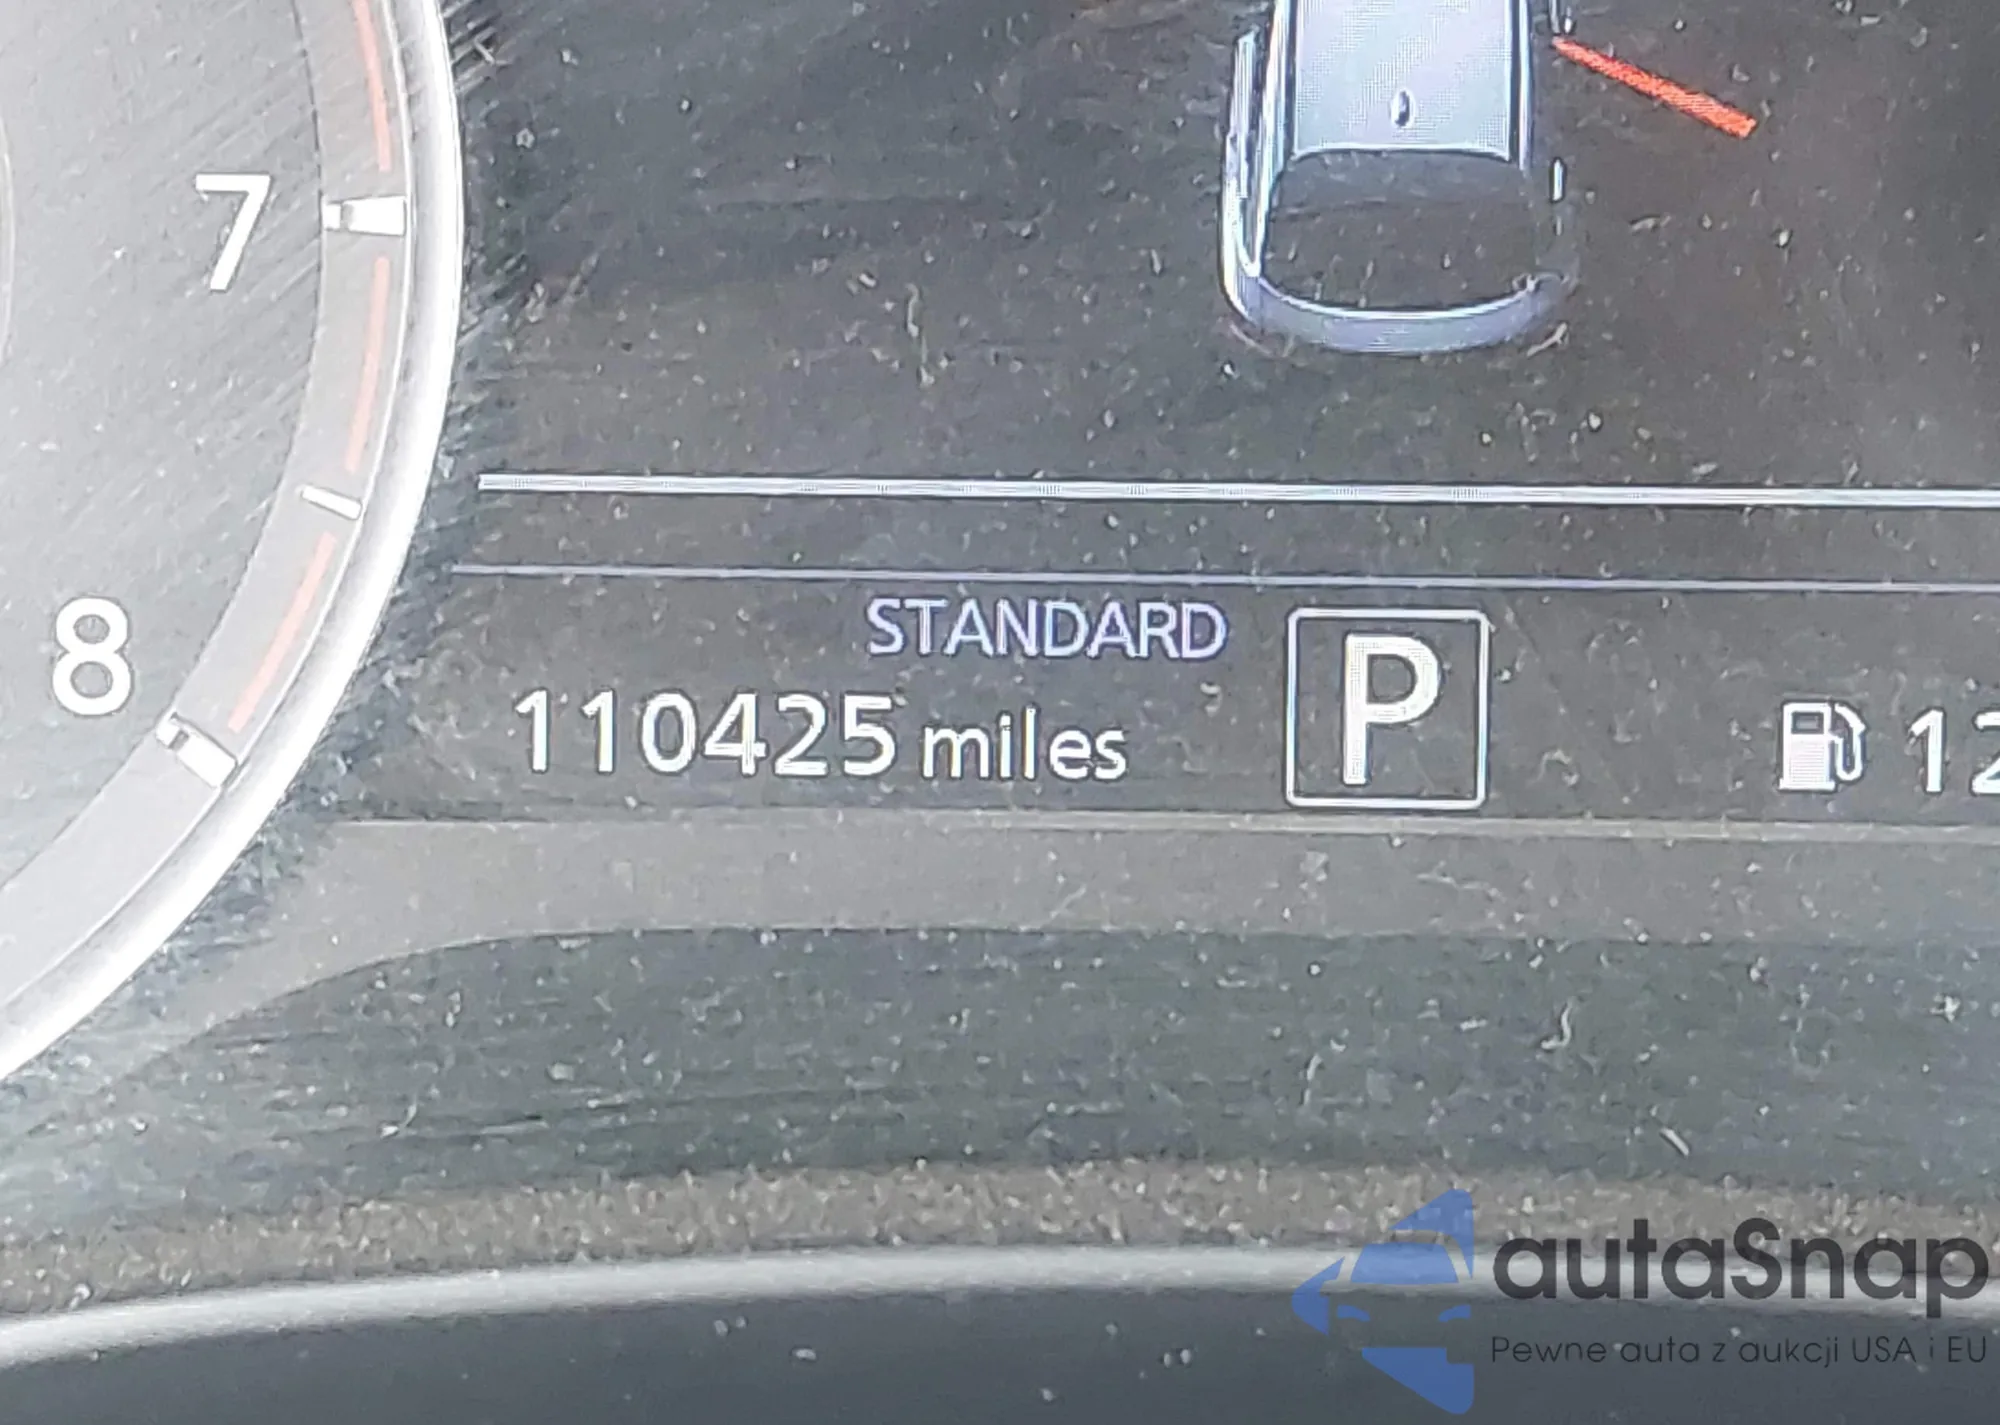 7
8
STANDARD
110425 miles
P
12
autaSnap
Pewne auta z aukcji USA i EU